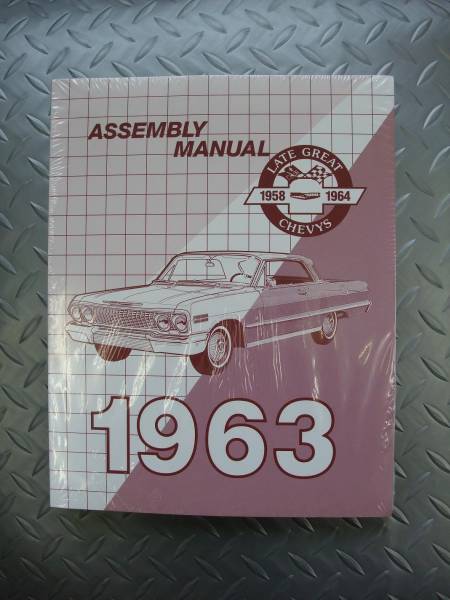 ASSEMBLY
MANUAL
LATE GREAT
1958 1964
CHEVYS
1963